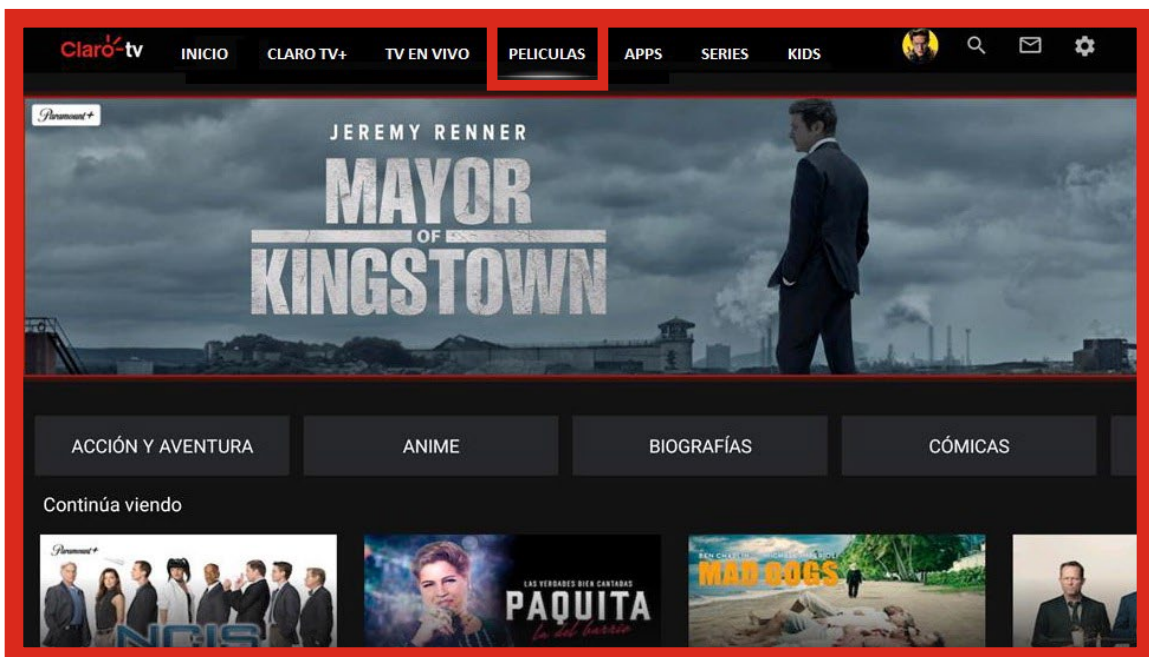 Claro-tv INICIO CLARO TV+ TV EN VIVO PELICULAS APPS SERIES KIDS
Paramount+
JEREMY RENNER
MAYOR
OF
KINGSTOWN
ACCIÓN Y AVENTURA ANIME BIOGRAFÍAS CÓMICAS
Continúa viendo
Paramount+
NCIS
LAS VERDADES BIEN CANTADAS
PAQUITA
la del barrio
MAD DOGS